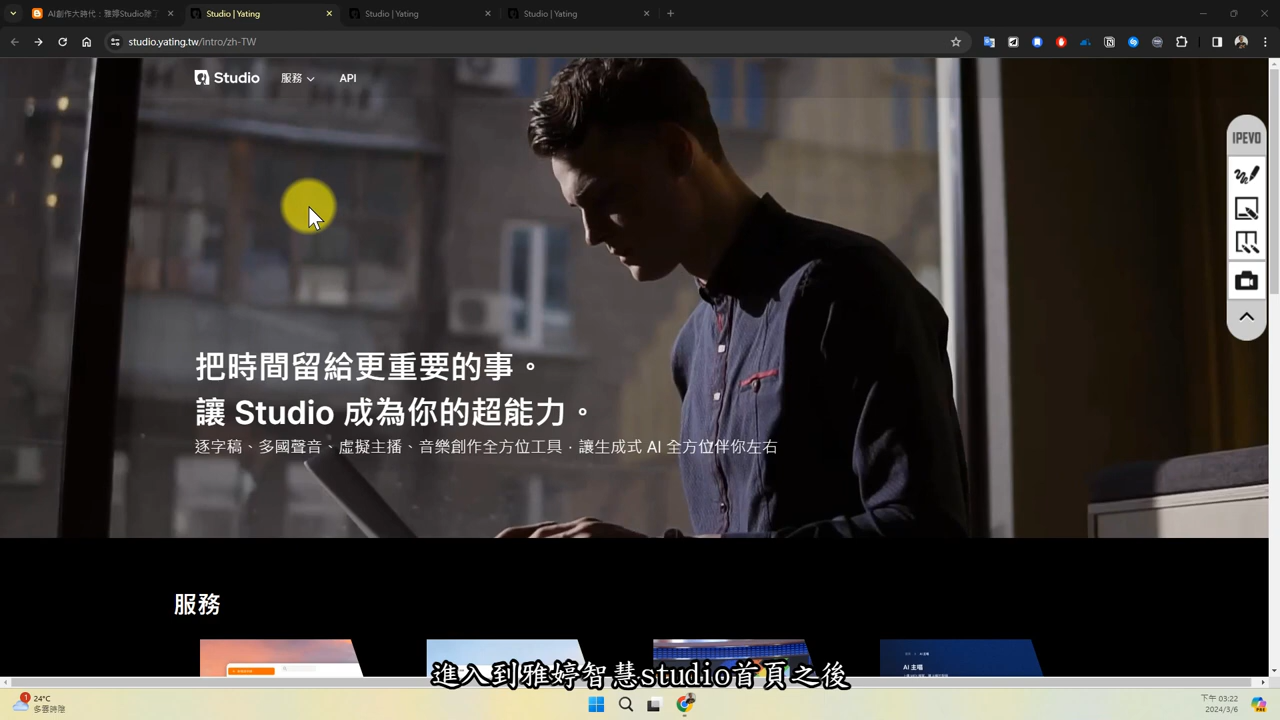 AI創作大時代：雅婷Studio除了
Studio | Yating
Studio | Yating
Studio | Yating
studio.yating.tw/intro/zh-TW
Studio
服務
API
IPEVO
把時間留給更重要的事。
讓 Studio 成為你的超能力。
逐字稿、多國聲音、虛擬主播、音樂創作全方位工具，讓生成式 AI 全方位伴你左右
服務
AI 主唱
進入到雅婷智慧studio首頁之後
1
24°C
多雲時陰
下午 03:22
2024/3/6